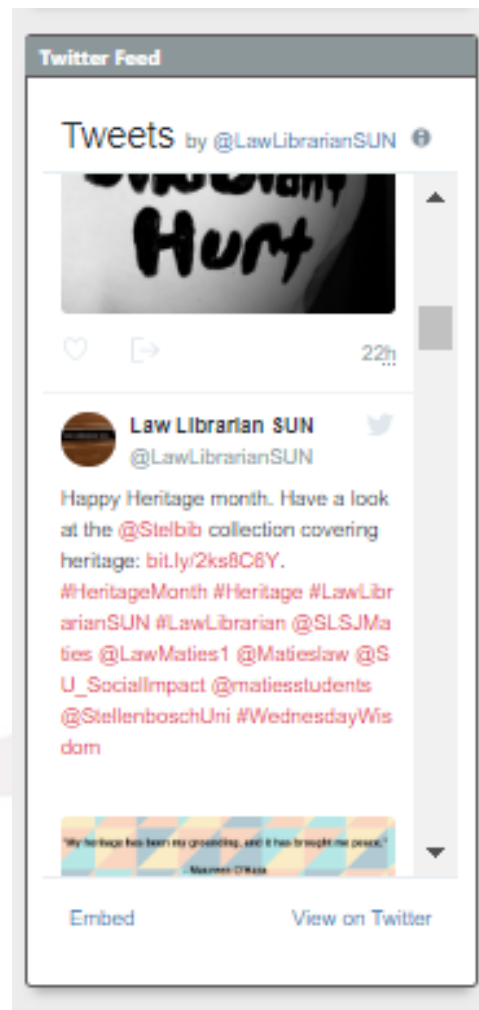 Twitter Feed
Tweets by @LawLibrarianSUN
Hurt
22h
Law Librarian SUN
@LawLibrarianSUN
Happy Heritage month. Have a look
at the @Stelbib collection covering
heritage: bit.ly/2ks8C6Y.
#HeritageMonth #Heritage #LawLibr
arianSUN #LawLibrarian @SLSJMa
ties @LawMaties1 @Matieslaw @S
U_SocialImpact @matiesstudents
@StellenboschUni #WednesdayWis
dom
"My heritage has been my grounding, and it has brought me peace."
- Maureen O'Hara
Embed View on Twitter